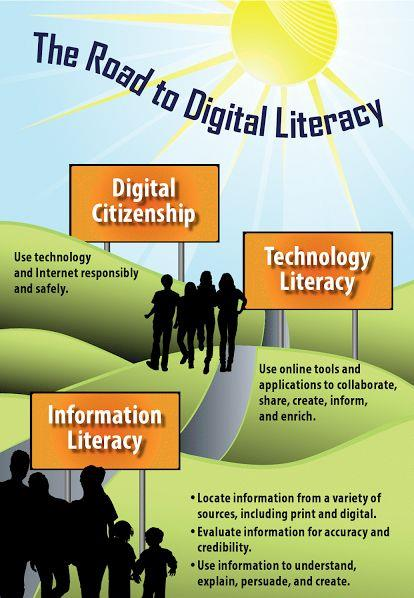 The Road to Digital Literacy
Digital
Citizenship
Use technology
and Internet responsibly
and safely.
Technology
Literacy
Use online tools and
applications to collaborate,
share, create, inform,
and enrich.
Information
Literacy
• Locate information from a variety of
sources, including print and digital.
• Evaluate information for accuracy and
credibility.
• Use information to understand,
explain, persuade, and create.